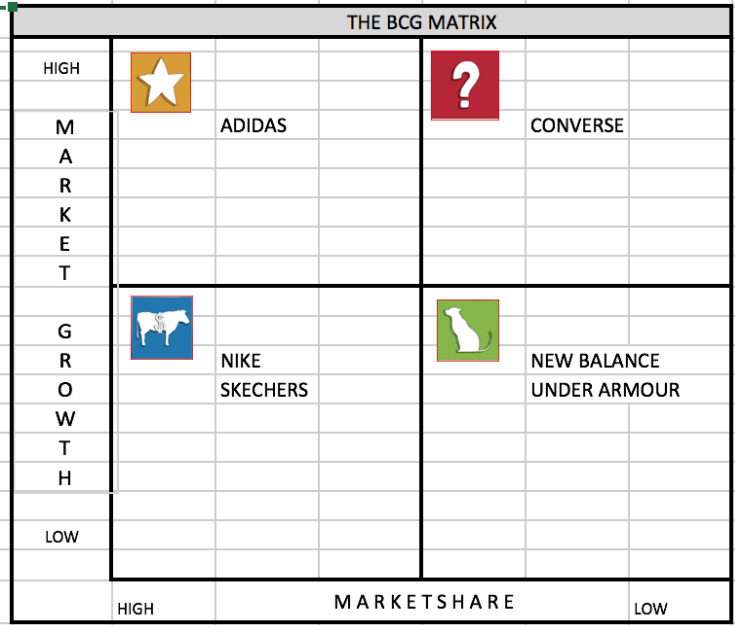 THE BCG MATRIX
HIGH
?
ADIDAS
CONVERSE
M
A
R
K
E
T
G
R
O
W
T
H
$
NIKE
SKECHERS
NEW BALANCE
UNDER ARMOUR
LOW
HIGH
MARKETSHARE
LOW